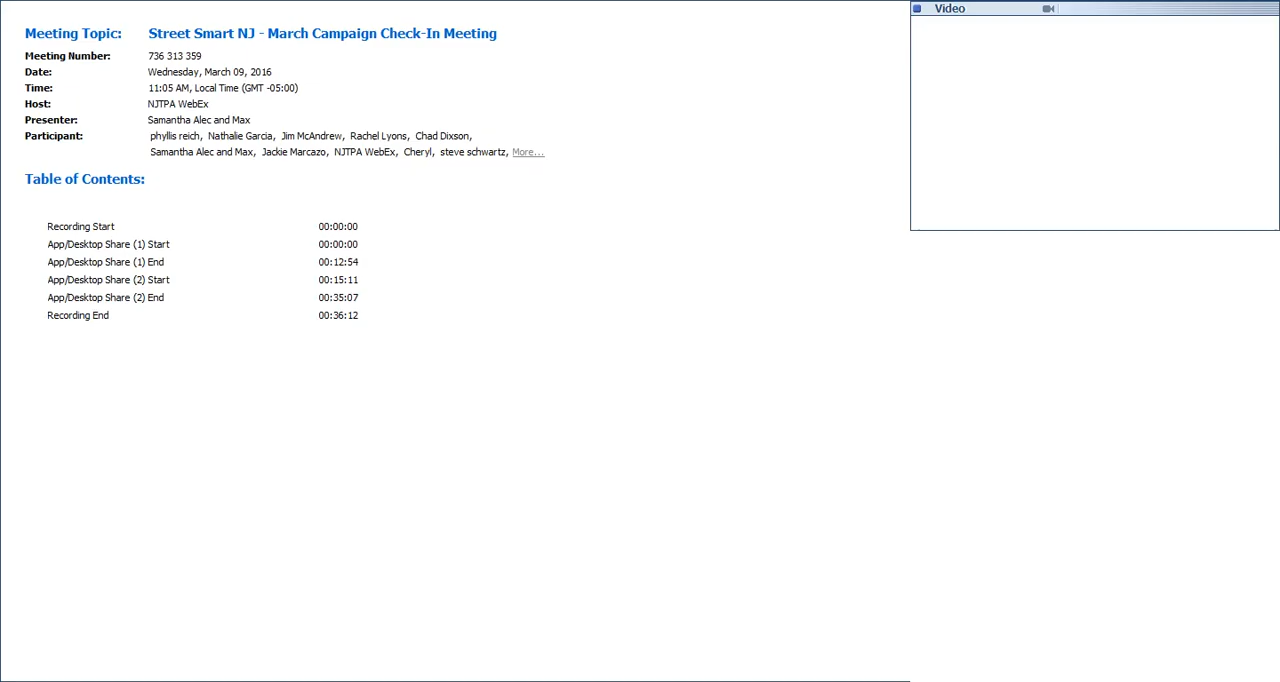 Meeting Topic: Street Smart NJ - March Campaign Check-In Meeting
Meeting Number: 736 313 359
Date: Wednesday, March 09, 2016
Time: 11:05 AM, Local Time (GMT -05:00)
Host: NJTPA WebEx
Presenter: Samantha Alec and Max
Participant: phyllis reich, Nathalie Garcia, Jim McAndrew, Rachel Lyons, Chad Dixson,
Samantha Alec and Max, Jackie Marcazo, NJTPA WebEx, Cheryl, steve schwartz, More...
Table of Contents:
Recording Start 00:00:00
App/Desktop Share (1) Start 00:00:00
App/Desktop Share (1) End 00:12:54
App/Desktop Share (2) Start 00:15:11
App/Desktop Share (2) End 00:35:07
Recording End 00:36:12
Video